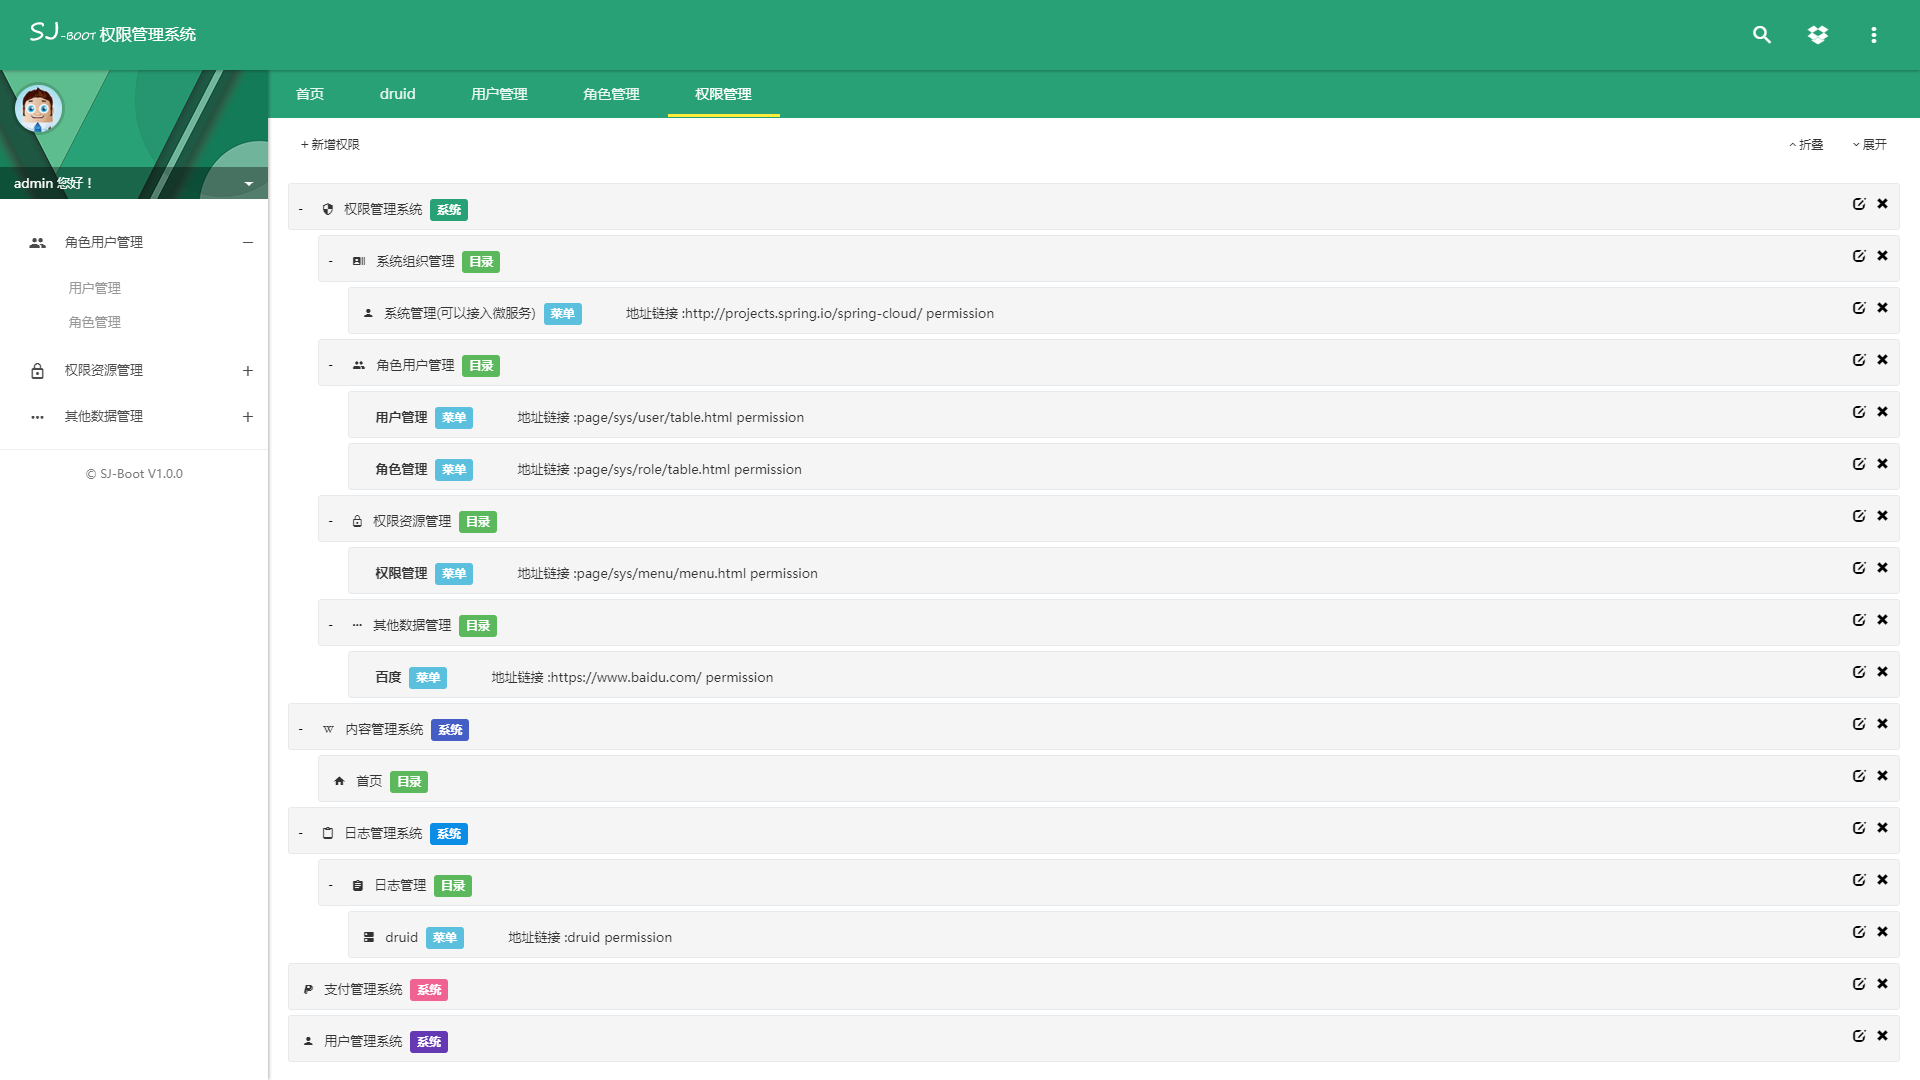 SJ-BOOT 权限管理系统
首页 druid 用户管理 角色管理 权限管理
admin 您好！
角色用户管理
用户管理
角色管理
权限资源管理
其他数据管理
© SJ-Boot V1.0.0
+ 新增权限 折叠 展开
- 权限管理系统 系统
- 系统组织管理 目录
系统管理(可以接入微服务) 菜单 地址链接 :http://projects.spring.io/spring-cloud/ permission
- 角色用户管理 目录
用户管理 菜单 地址链接 :page/sys/user/table.html permission
角色管理 菜单 地址链接 :page/sys/role/table.html permission
- 权限资源管理 目录
权限管理 菜单 地址链接 :page/sys/menu/menu.html permission
- 其他数据管理 目录
百度 菜单 地址链接 :https://www.baidu.com/ permission
- 内容管理系统 系统
首页 目录
- 日志管理系统 系统
- 日志管理 目录
druid 菜单 地址链接 :druid permission
支付管理系统 系统
用户管理系统 系统